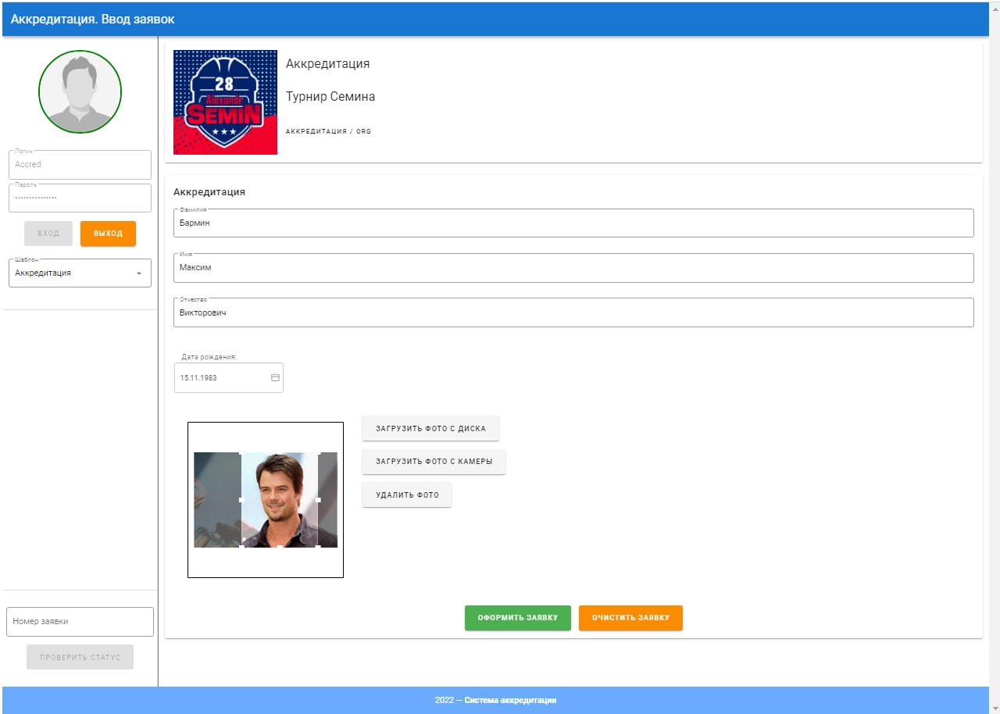 Аккредитация. Ввод заявок
Логин
Accred
Пароль
•••••••••••••••
ВХОД
ВЫХОД
Шаблон
Аккредитация
Номер заявки
ПРОВЕРИТЬ СТАТУС
28
Alexandr
SEMIN
Аккредитация
Турнир Семина
АККРЕДИТАЦИЯ / ORG
Аккредитация
Фамилия
Бармин
Имя
Максим
Отчество
Викторович
Дата рождения:
15.11.1983
ЗАГРУЗИТЬ ФОТО С ДИСКА
ЗАГРУЗИТЬ ФОТО С КАМЕРЫ
УДАЛИТЬ ФОТО
ОФОРМИТЬ ЗАЯВКУ
ОЧИСТИТЬ ЗАЯВКУ
2022 — Система аккредитации